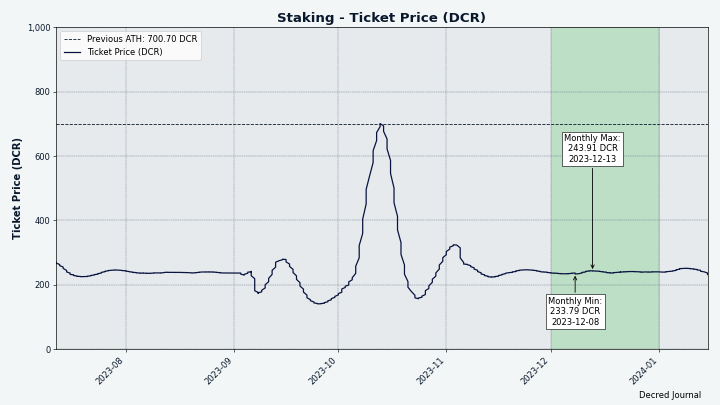 Staking - Ticket Price (DCR)
Previous ATH: 700.70 DCR
Ticket Price (DCR)
1,000
800
600
400
200
0
Ticket Price (DCR)
Monthly Max:
243.91 DCR
2023-12-13
Monthly Min:
233.79 DCR
2023-12-08
2023-08
2023-09
2023-10
2023-11
2023-12
2024-01
Decred Journal